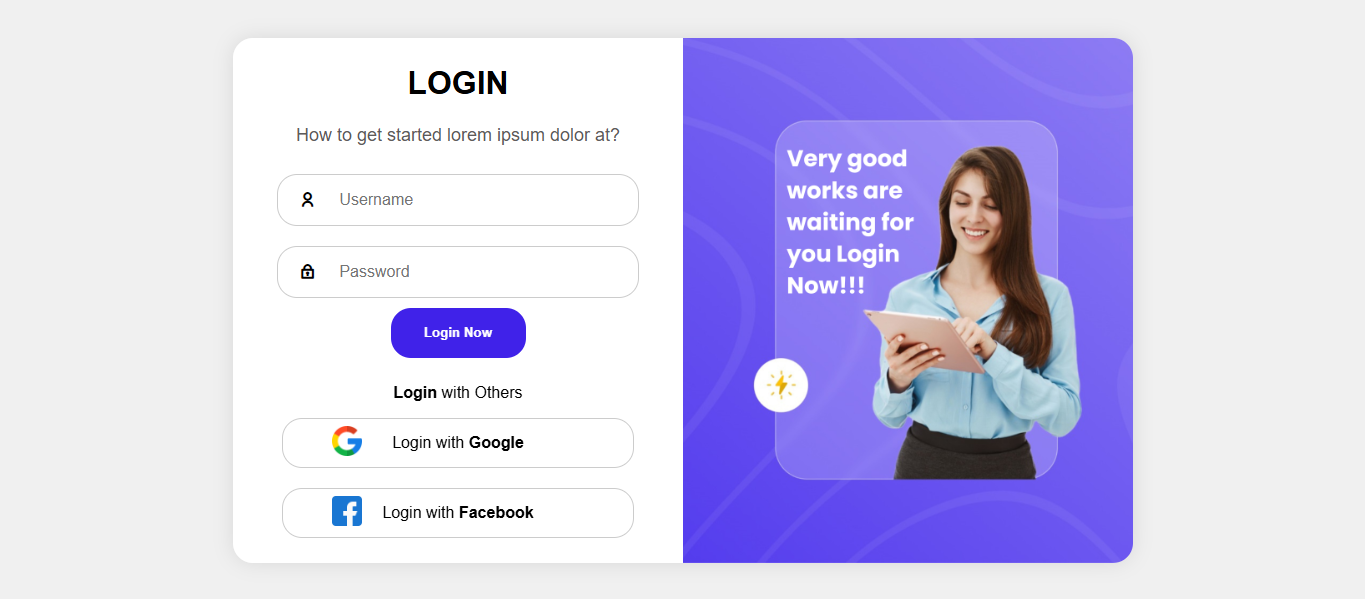 LOGIN
How to get started lorem ipsum dolor at?
Username
Password
Login Now
Login with Others
Login with Google
Login with Facebook
Very good
works are
waiting for
you Login
Now!!!